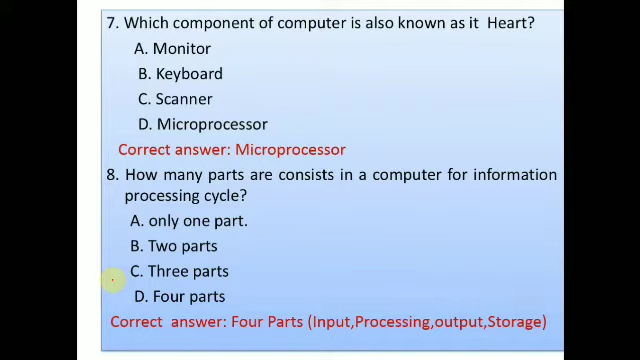 7. Which component of computer is also known as it Heart?
A. Monitor
B. Keyboard
C. Scanner
D. Microprocessor
Correct answer: Microprocessor
8. How many parts are consists in a computer for information
processing cycle?
A. only one part.
B. Two parts
C. Three parts
D. Four parts
Correct answer: Four Parts (Input,Processing,output,Storage)